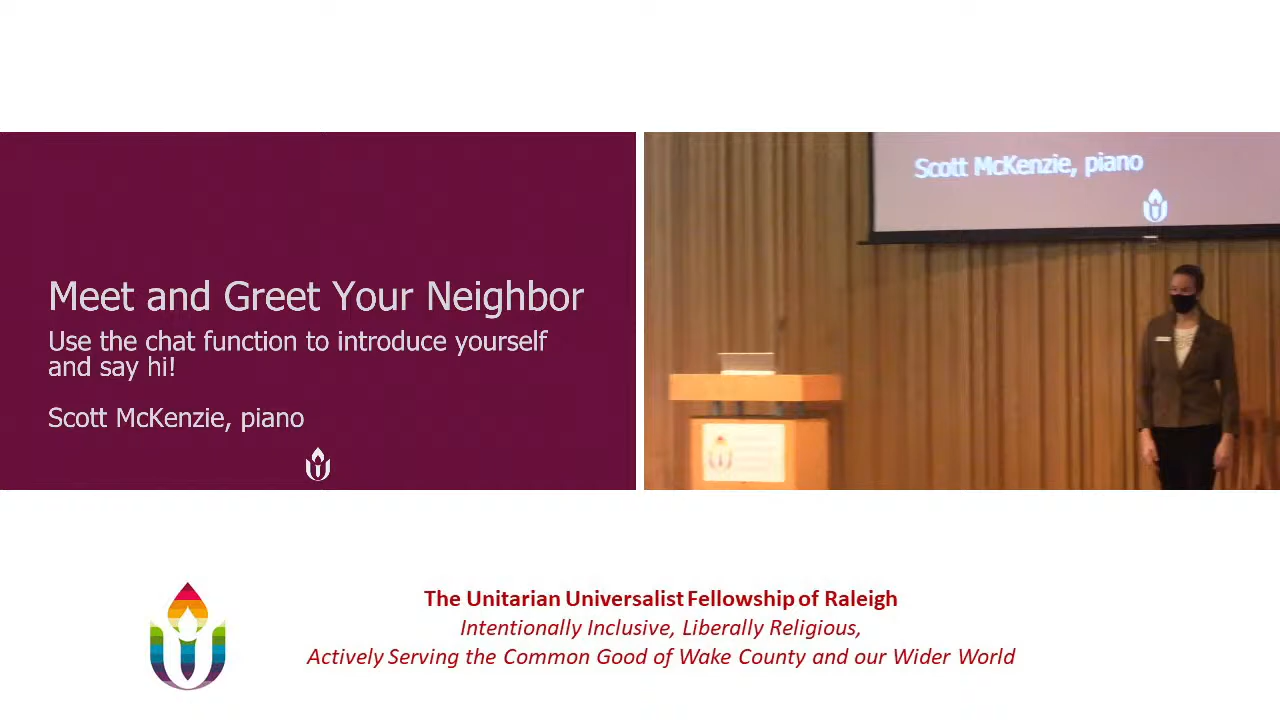 Meet and Greet Your Neighbor
Use the chat function to introduce yourself
and say hi!
Scott McKenzie, piano
Scott McKenzie, piano
The Unitarian Universalist Fellowship of Raleigh
Intentionally Inclusive, Liberally Religious,
Actively Serving the Common Good of Wake County and our Wider World